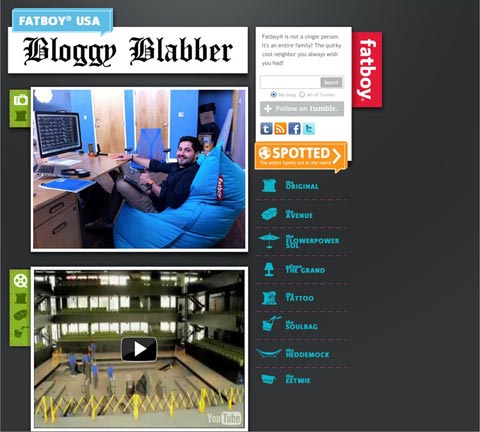 FATBOY® USA
Bloggy Blabber
Fatboy® is not a single person.
It's an entire family! The quirky
cool neighbor you always wish
you had!
Search
My blog
All of Tumblr
Follow on tumblr.
fatboy.
SPOTTED
The entire family out in the world
the
ORIGINAL
the
AVENUE
the
FLOWERPOWER
SOL
THE GRAND
the
TATTOO
the
SOULBAG
the
HEDDEMOCK
the
EETWIE
fatboy
YouTube